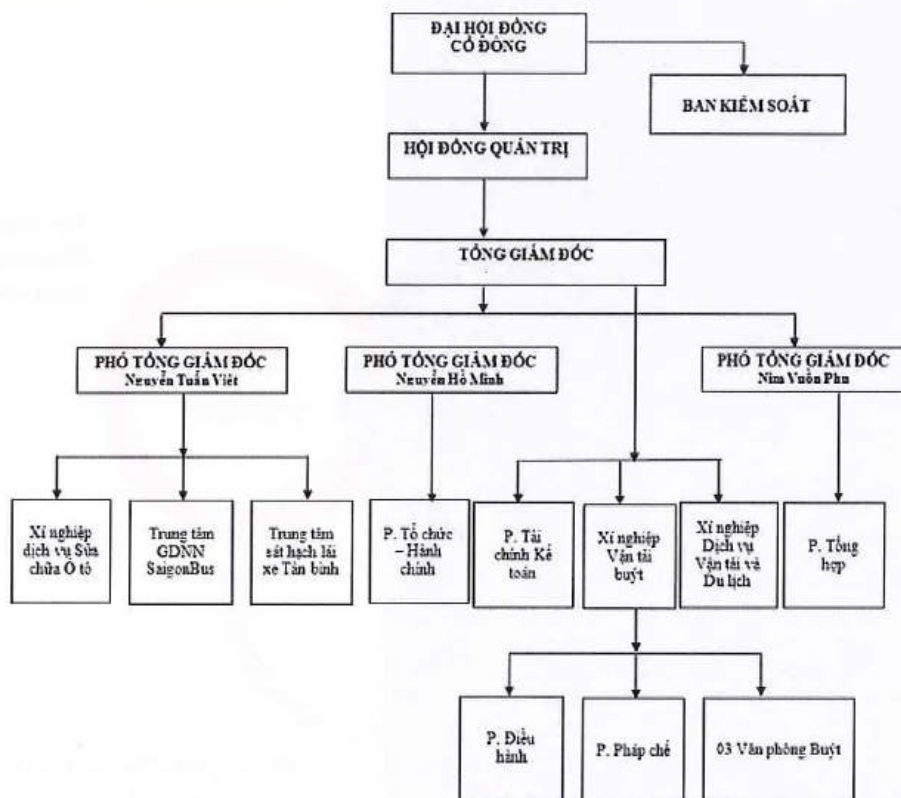 ĐẠI HỘI ĐỒNG
CỔ ĐÔNG
BAN KIỂM SOÁT
HỘI ĐỒNG QUẢN TRỊ
TỔNG GIÁM ĐỐC
PHÓ TỔNG GIÁM ĐỐC
Nguyễn Tuấn Việt
PHÓ TỔNG GIÁM ĐỐC
Nguyễn Hồ Minh
PHÓ TỔNG GIÁM ĐỐC
Nim Vuồn Phu
Xí nghiệp
dịch vụ Sửa
chữa Ô tô
Trung tâm
GDNN
SaigonBus
Trung tâm
sát hạch lái
xe Tân bình
P. Tổ chức
– Hành
chính
P. Tài
chính Kế
toán
Xí nghiệp
Vận tải
buýt
Xí nghiệp
Dịch vụ
Vận tải và
Du lịch
P. Tổng
hợp
P. Điều
hành
P. Pháp chế
03 Văn phòng Buýt